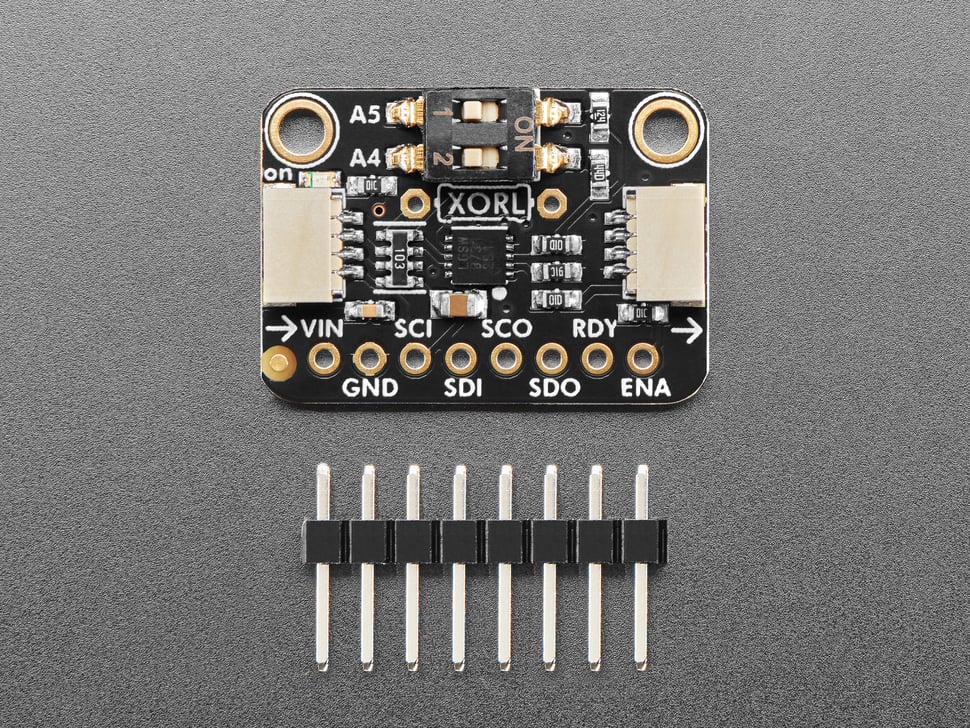 A5
1
ON
A4
2
on
XORL
103
→ VIN SCI SCO RDY →
GND SDI SDO ENA